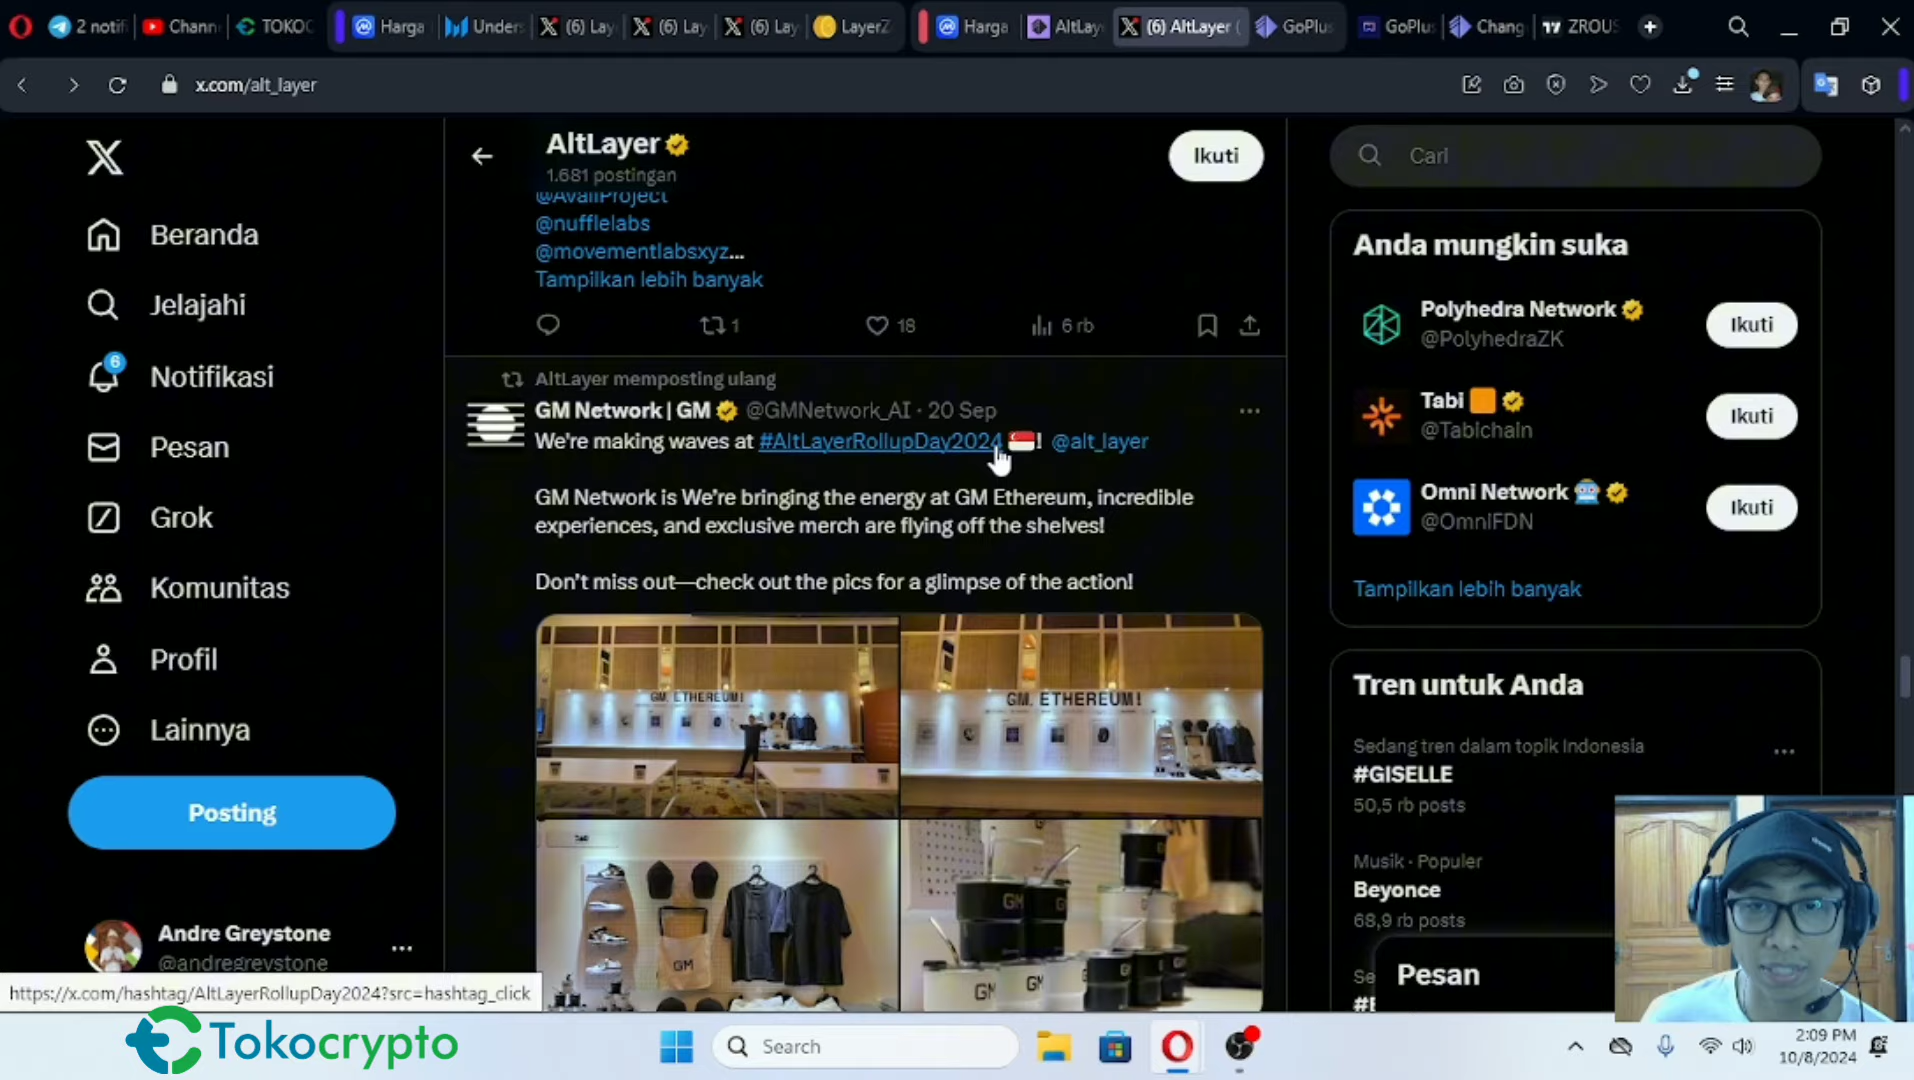 2 notif
Chann
TOKOC
Harga
Unders
(6) Lay
(6) Lay
(6) Lay
LayerZ
Harga
AltLay
(6) AltLayer (
GoPlus
GoPlus
Chang
ZROUS
x.com/alt_layer
AltLayer
1.681 postingan
Ikuti
Cari
Beranda
Jelajahi
6
Notifikasi
Pesan
Grok
Komunitas
Profil
Lainnya
Posting
Andre Greystone
@andregreystone
https://x.com/hashtag/AltLayerRollupDay2024?src=hashtag_click
@AvailProject
@nufflelabs
@movementlabsxyz...
Tampilkan lebih banyak
1
18
6 rb
AltLayer memposting ulang
GM Network | GM @GMNetwork_AI · 20 Sep
We're making waves at #AltLayerRollupDay2024 🇸🇬! @alt_layer
GM Network is We're bringing the energy at GM Ethereum, incredible
experiences, and exclusive merch are flying off the shelves!
Don't miss out—check out the pics for a glimpse of the action!
GM, ETHEREUM!
GM, ETHEREUM!
GM
GM
GM
GM
Anda mungkin suka
Polyhedra Network
@PolyhedraZK
Ikuti
Tabi
@Tabichain
Ikuti
Omni Network
@OmniFDN
Ikuti
Tampilkan lebih banyak
Tren untuk Anda
Sedang tren dalam topik Indonesia
#GISELLE
50,5 rb posts
Musik · Populer
Beyonce
68,9 rb posts
Se
Pesan
Tokocrypto
Search
2:09 PM
10/8/2024